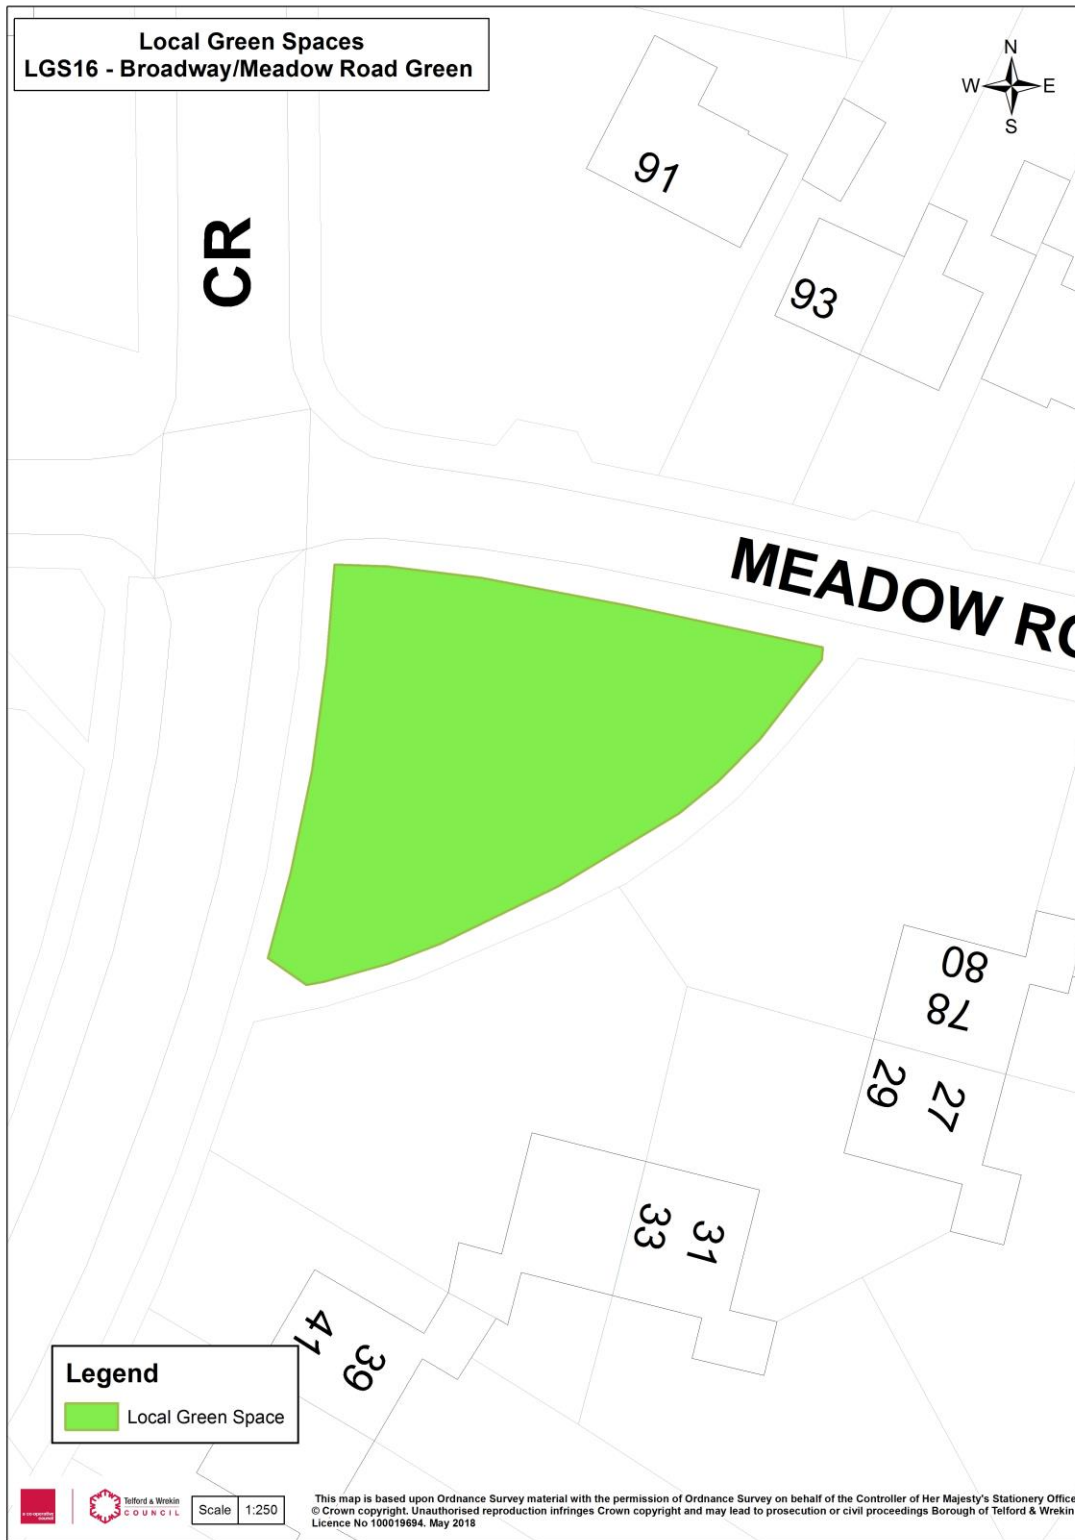 Local Green Spaces
LGS16 - Broadway/Meadow Road Green
N
W E
S
91
CR
93
MEADOW RO
80
78
29 27
33 31
41 39
Legend
Local Green Space
a co-operative
council
Telford & Wrekin
COUNCIL
Scale 1:250
This map is based upon Ordnance Survey material with the permission of Ordnance Survey on behalf of the Controller of Her Majesty's Stationery Office
© Crown copyright. Unauthorised reproduction infringes Crown copyright and may lead to prosecution or civil proceedings Borough of Telford & Wrekin
Licence No 100019694. May 2018